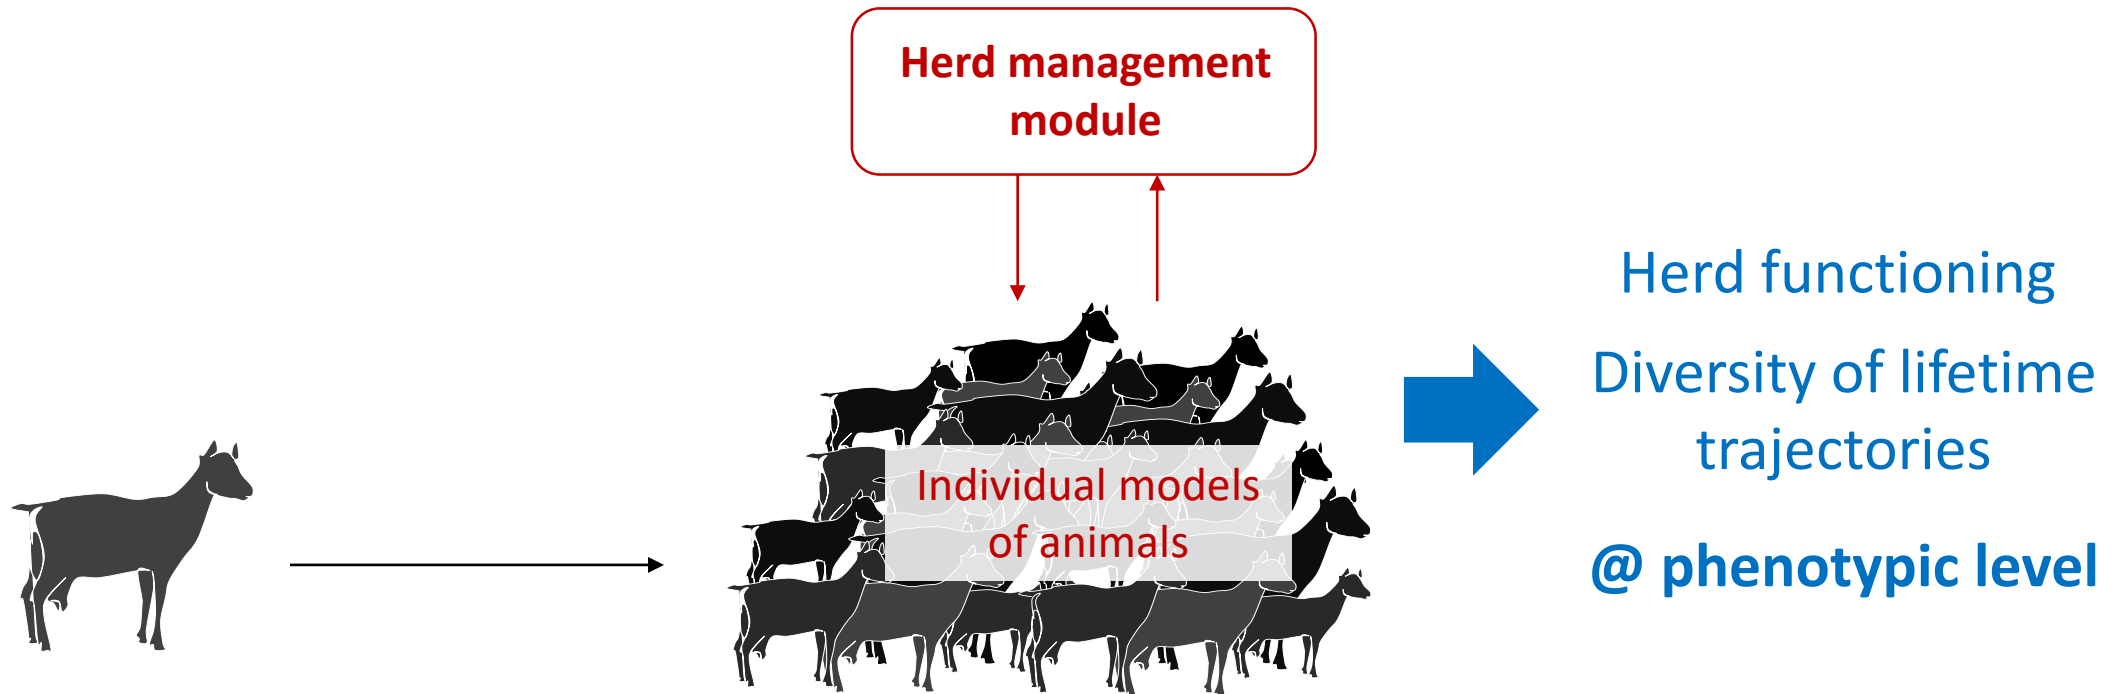 Herd management
module
Individual models
of animals
Herd functioning
Diversity of lifetime
trajectories
@ phenotypic level